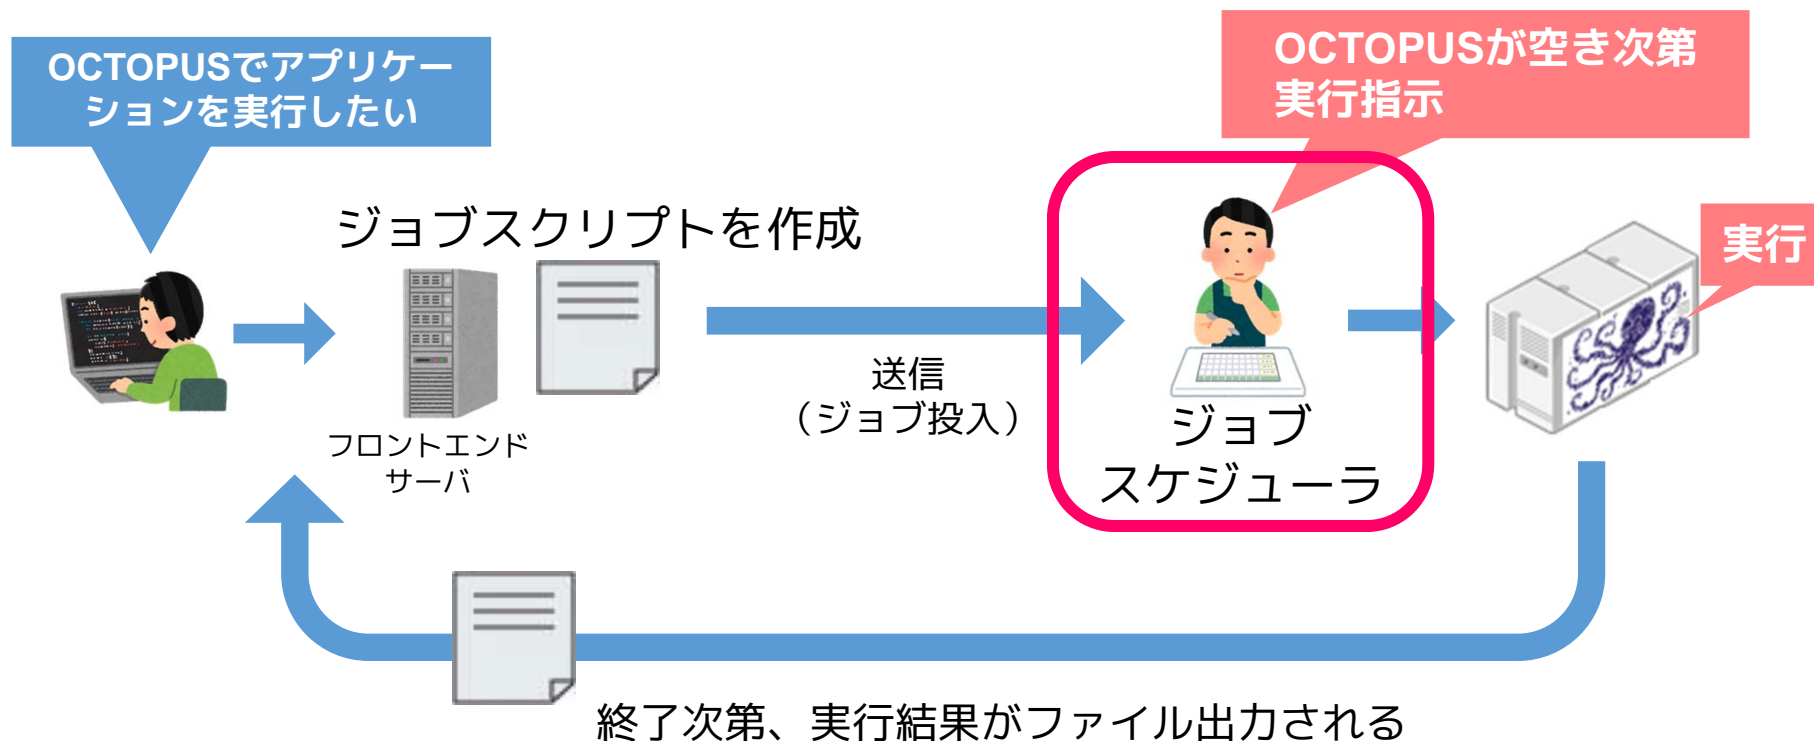 OCTOPUSでアプリケー
ションを実行したい
OCTOPUSが空き次第
実行指示
ジョブスクリプトを作成
実行
フロントエンド
サーバ
送信
（ジョブ投入）
ジョブ
スケジューラ
終了次第、実行結果がファイル出力される